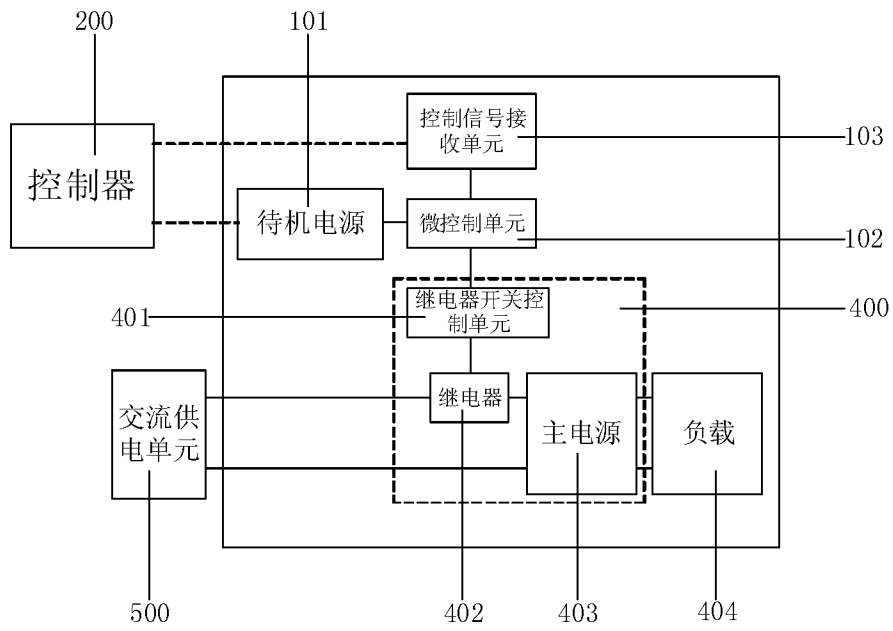 200
101
控制信号接
收单元
103
控制器
待机电源
微控制单元
102
继电器开关控
制单元
401
400
交流供
电单元
继电器
主电源
负载
500
402
403
404